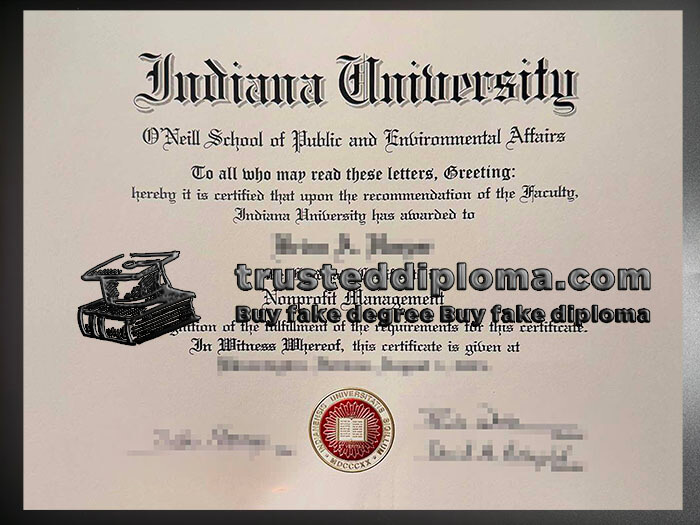 Indiana University
O'Neill School of Public and Environmental Affairs
To all who may read these letters, Greeting:
hereby it is certified that upon the recommendation of the Faculty,
Indiana University has awarded to
trusteddiploma.com
Nonprofit Management
Buy fake degree Buy fake diploma
of the fulfillment of the requirements for this certificate.
In Witness Whereof, this certificate is given at
INDIANENSIS UNIVERSITATIS SIGILLUM
MDCCCXX